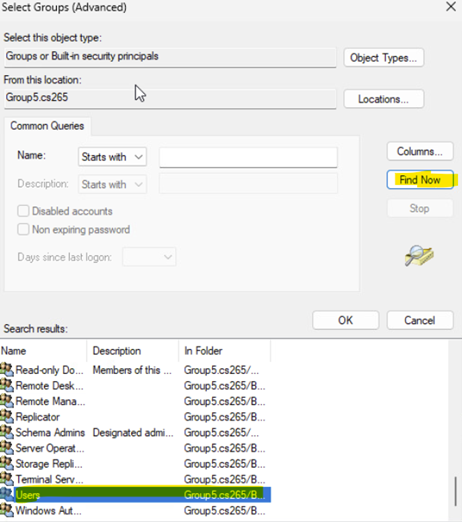 Select Groups (Advanced)
Select this object type:
Groups or Built-in security principals
Object Types...
From this location:
Group5.cs265
Locations...
Common Queries
Name:
Starts with
Columns...
Description:
Starts with
Find Now
Disabled accounts
Stop
Non expiring password
Days since last logon:
OK
Cancel
Search results:
Name Description In Folder
Read-only Do... Members of this ... Group5.cs265/...
Remote Desk... Group5.cs265/B...
Remote Mana... Group5.cs265/B...
Replicator Group5.cs265/B...
Schema Admins Designated admi... Group5.cs265/...
Server Operat... Group5.cs265/B...
Storage Repli... Group5.cs265/B...
Terminal Serv... Group5.cs265/B...
Users Group5.cs265/B...
Windows Aut... Group5.cs265/B...